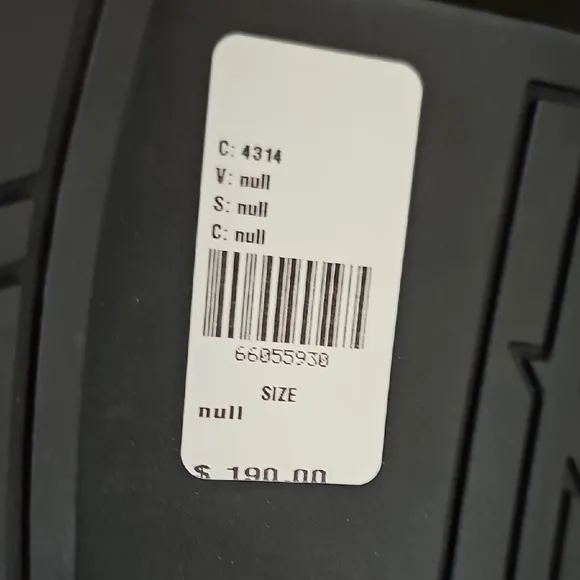 C: 4314
V: null
S: null
C: null
66055930
SIZE
null
$ 190.00